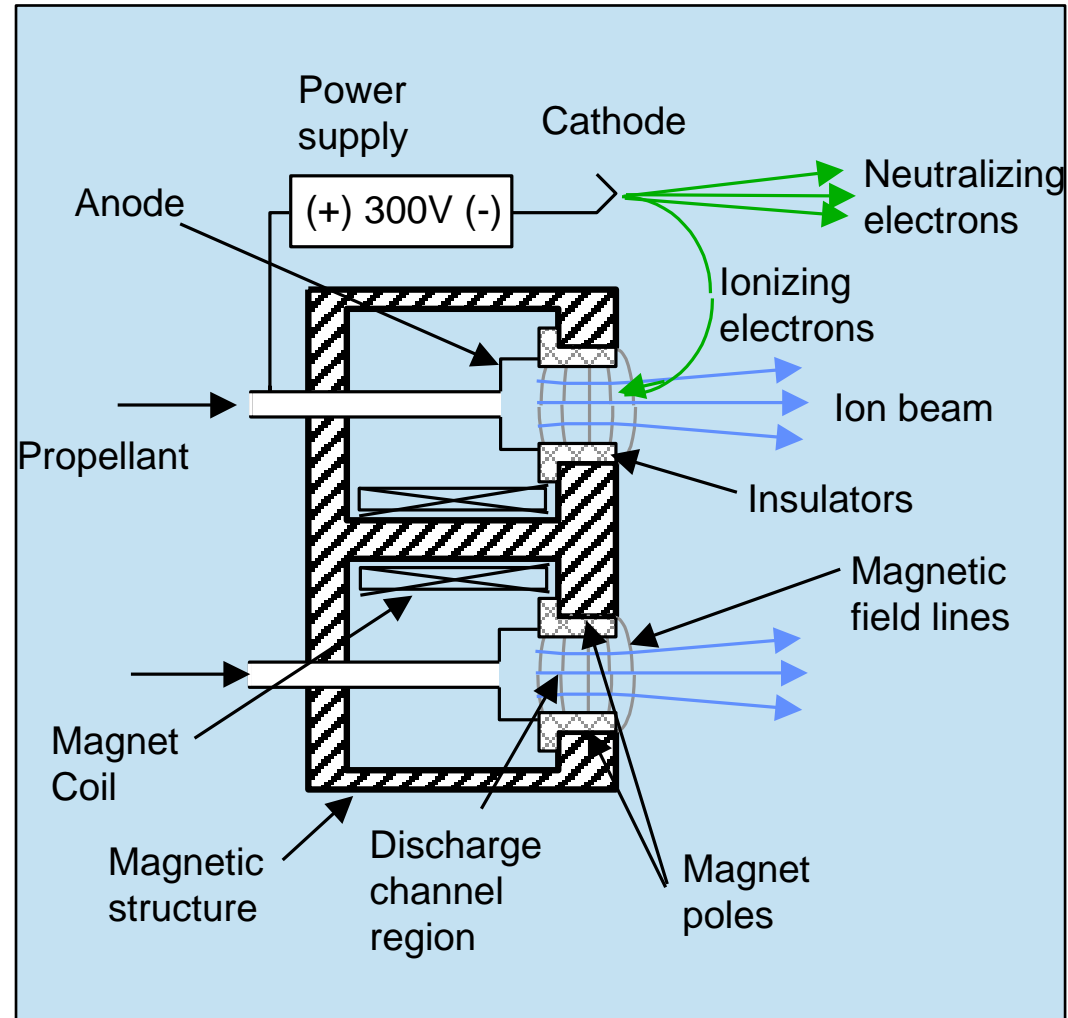 Power
supply
Cathode
Anode
(+) 300V (-)
Neutralizing
electrons
Ionizing
electrons
Propellant
Ion beam
Insulators
Magnetic
field lines
Magnet
Coil
Magnetic
structure
Discharge
channel
region
Magnet
poles